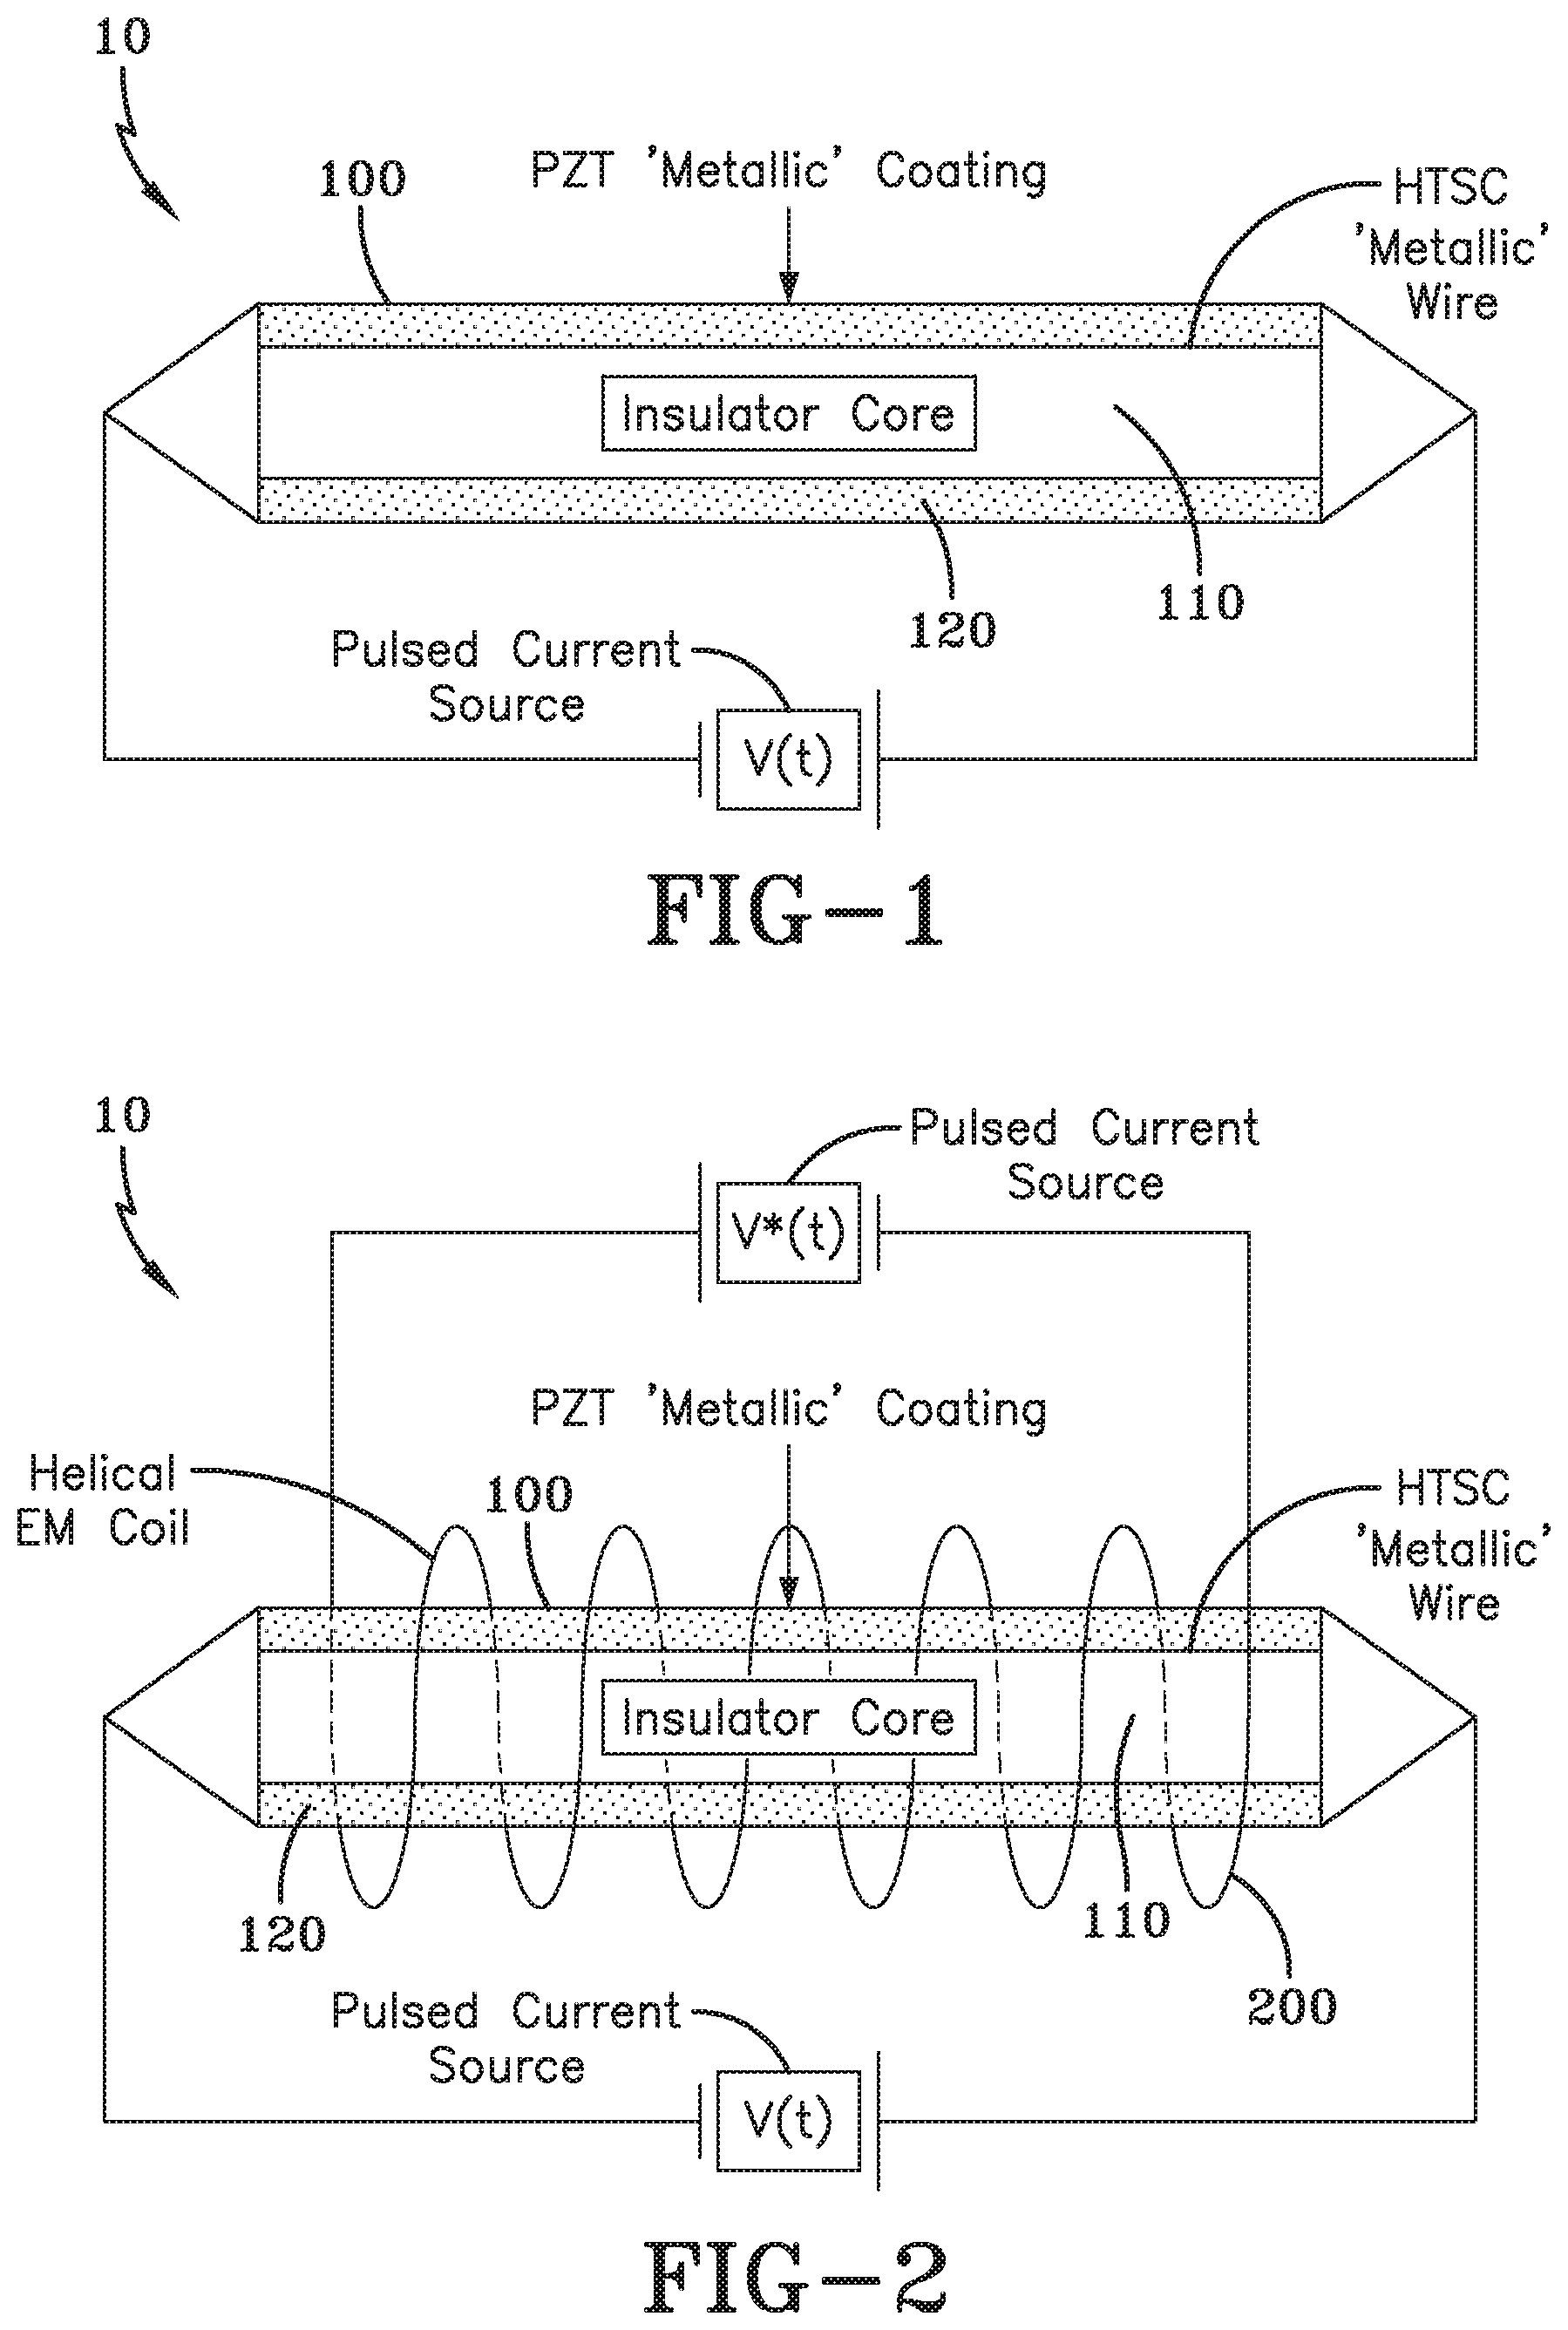 10
100
PZT 'Metallic' Coating
HTSC
'Metallic'
Wire
Insulator Core
110
120
Pulsed Current
Source
V(t)
FIG-1
10
Pulsed Current
Source
V*(t)
PZT 'Metallic' Coating
Helical
EM Coil
100
HTSC
'Metallic'
Wire
Insulator Core
120
110
200
Pulsed Current
Source
V(t)
FIG-2